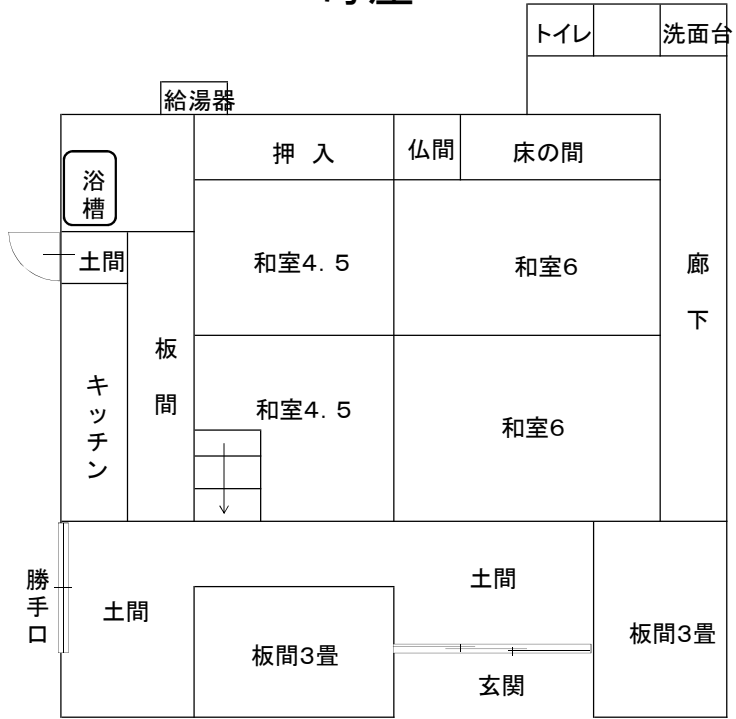 トイレ
洗面台
給湯器
押 入
仏間
床の間
浴槽
土間
和室4. 5
和室6
廊下
板間
キッチン
和室4. 5
和室6
勝手口
土間
土間
板間3畳
板間3畳
玄関